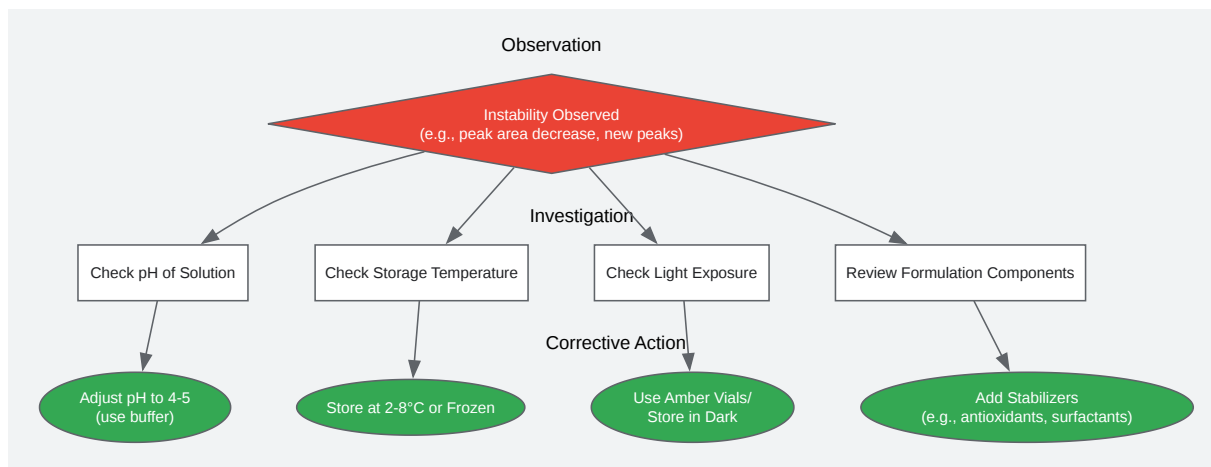 Observation
Instability Observed
(e.g., peak area decrease, new peaks)
Investigation
Check pH of Solution
Check Storage Temperature
Check Light Exposure
Review Formulation Components
Corrective Action
Adjust pH to 4-5
(use buffer)
Store at 2-8°C or Frozen
Use Amber Vials/
Store in Dark
Add Stabilizers
(e.g., antioxidants, surfactants)